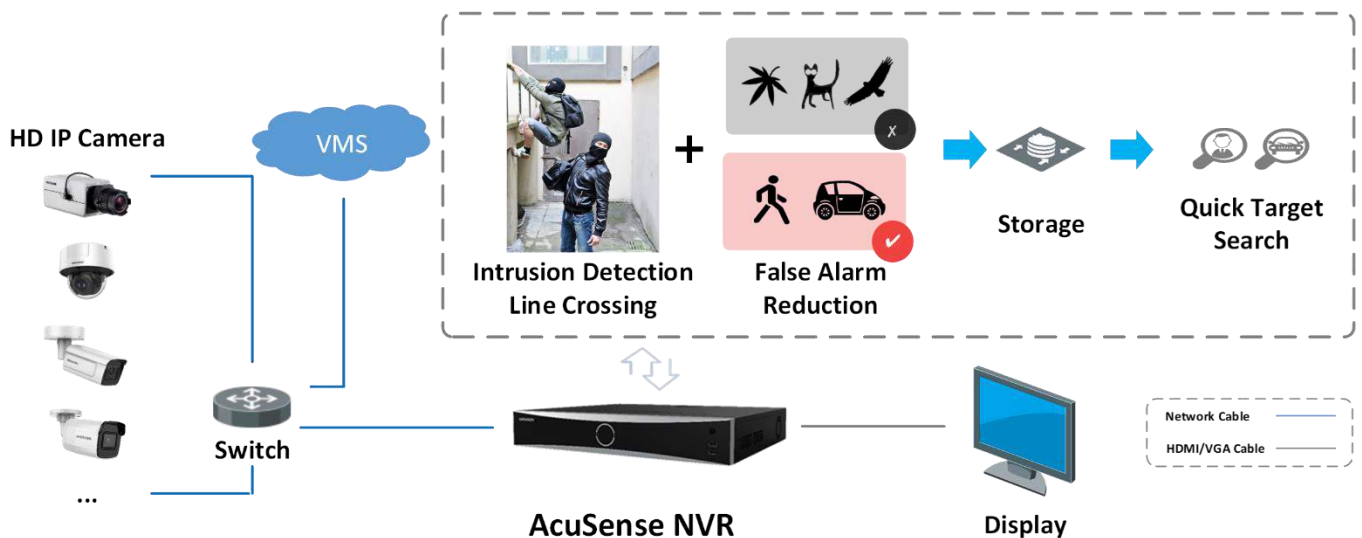 HD IP Camera
VMS
Intrusion Detection
Line Crossing
+
False Alarm
Reduction
Storage
Quick Target
Search
Switch
...
AcuSense NVR
Display
Network Cable
HDMI/VGA Cable